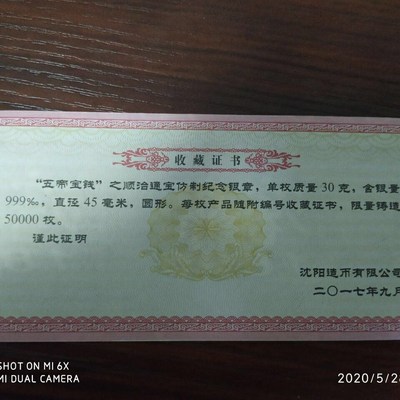 收藏证书
“五帝宝钱”之顺治通宝仿制纪念银章，单枚质量30克，含银量
999‰，直径45毫米，圆形。每枚产品随附编号收藏证书，限量铸造
50000枚。
谨此证明
沈阳造币有限公司
二〇一七年九月
SHOT ON MI 6X
MI DUAL CAMERA
2020/5/2